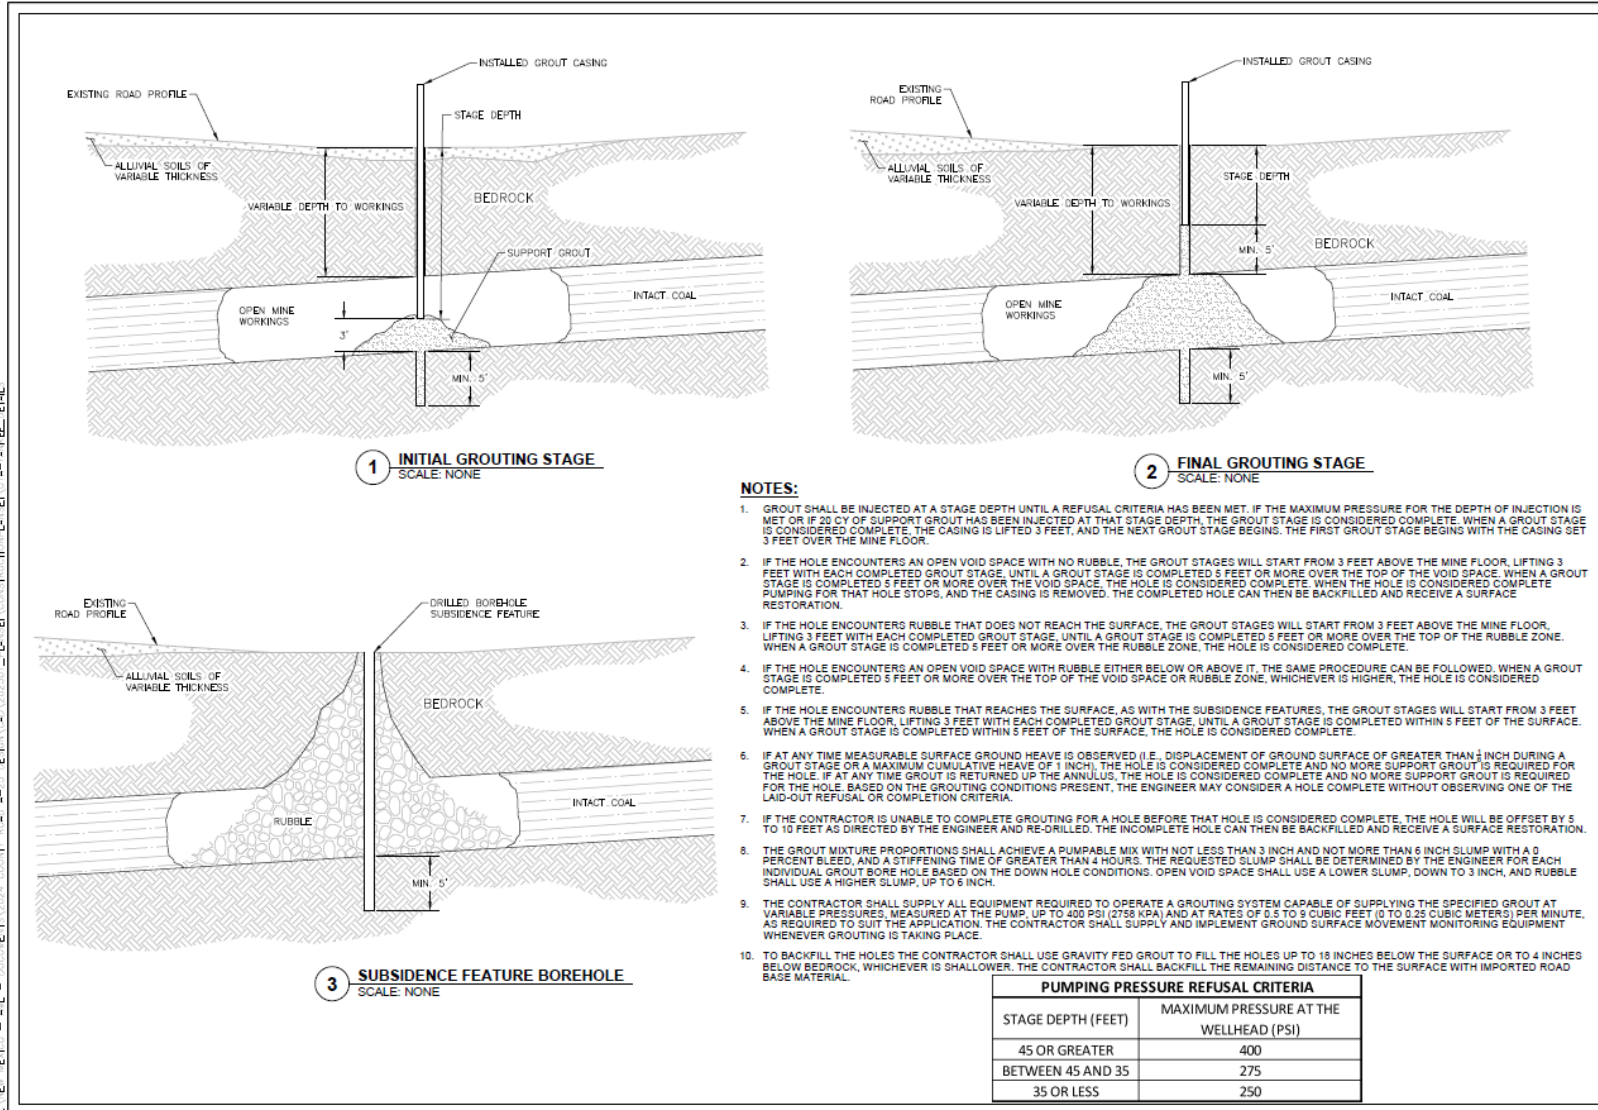 INSTALLED GROUT CASING
EXISTING ROAD PROFILE
STAGE DEPTH
ALLUVIAL SOILS OF
VARIABLE THICKNESS
VARIABLE DEPTH TO WORKINGS
BEDROCK
SUPPORT GROUT
OPEN MINE
WORKINGS
3'
INTACT COAL
MIN. 5'
1 INITIAL GROUTING STAGE
SCALE: NONE
INSTALLED GROUT CASING
EXISTING
ROAD PROFILE
ALLUVIAL SOILS OF
VARIABLE THICKNESS
STAGE DEPTH
VARIABLE DEPTH TO WORKINGS
MIN. 5'
BEDROCK
OPEN MINE
WORKINGS
INTACT COAL
MIN. 5'
2 FINAL GROUTING STAGE
SCALE: NONE
EXISTING
ROAD PROFILE
DRILLED BOREHOLE
SUBSIDENCE FEATURE
ALLUVIAL SOILS OF
VARIABLE THICKNESS
BEDROCK
RUBBLE
INTACT COAL
MIN. 5'
3 SUBSIDENCE FEATURE BOREHOLE
SCALE: NONE
NOTES:
1. GROUT SHALL BE INJECTED AT A STAGE DEPTH UNTIL A REFUSAL CRITERIA HAS BEEN MET. IF THE MAXIMUM PRESSURE FOR THE DEPTH OF INJECTION IS
MET OR IF 20 CY OF SUPPORT GROUT HAS BEEN INJECTED AT THAT STAGE DEPTH, THE GROUT STAGE IS CONSIDERED COMPLETE. WHEN A GROUT STAGE
IS CONSIDERED COMPLETE, THE CASING IS LIFTED 3 FEET, AND THE NEXT GROUT STAGE BEGINS. THE FIRST GROUT STAGE BEGINS WITH THE CASING SET
3 FEET OVER THE MINE FLOOR.
2. IF THE HOLE ENCOUNTERS AN OPEN VOID SPACE WITH NO RUBBLE, THE GROUT STAGES WILL START FROM 3 FEET ABOVE THE MINE FLOOR, LIFTING 3
FEET WITH EACH COMPLETED GROUT STAGE, UNTIL A GROUT STAGE IS COMPLETED 5 FEET OR MORE OVER THE TOP OF THE VOID SPACE. WHEN A GROUT
STAGE IS COMPLETED 5 FEET OR MORE OVER THE VOID SPACE, THE HOLE IS CONSIDERED COMPLETE. WHEN THE HOLE IS CONSIDERED COMPLETE
PUMPING FOR THAT HOLE STOPS, AND THE CASING IS REMOVED. THE COMPLETED HOLE CAN THEN BE BACKFILLED AND RECEIVE A SURFACE
RESTORATION.
3. IF THE HOLE ENCOUNTERS RUBBLE THAT DOES NOT REACH THE SURFACE, THE GROUT STAGES WILL START FROM 3 FEET ABOVE THE MINE FLOOR,
LIFTING 3 FEET WITH EACH COMPLETED GROUT STAGE, UNTIL A GROUT STAGE IS COMPLETED 5 FEET OR MORE OVER THE TOP OF THE RUBBLE ZONE.
WHEN A GROUT STAGE IS COMPLETED 5 FEET OR MORE OVER THE RUBBLE ZONE, THE HOLE IS CONSIDERED COMPLETE.
4. IF THE HOLE ENCOUNTERS AN OPEN VOID SPACE WITH RUBBLE EITHER BELOW OR ABOVE IT, THE SAME PROCEDURE CAN BE FOLLOWED. WHEN A GROUT
STAGE IS COMPLETED 5 FEET OR MORE OVER THE TOP OF THE VOID SPACE OR RUBBLE ZONE, WHICHEVER IS HIGHER, THE HOLE IS CONSIDERED
COMPLETE.
5. IF THE HOLE ENCOUNTERS RUBBLE THAT REACHES THE SURFACE, AS WITH THE SUBSIDENCE FEATURES, THE GROUT STAGES WILL START FROM 3 FEET
ABOVE THE MINE FLOOR, LIFTING 3 FEET WITH EACH COMPLETED GROUT STAGE, UNTIL A GROUT STAGE IS COMPLETED WITHIN 5 FEET OF THE SURFACE.
WHEN A GROUT STAGE IS COMPLETED WITHIN 5 FEET OF THE SURFACE, THE HOLE IS CONSIDERED COMPLETE.
6. IF AT ANY TIME MEASURABLE SURFACE GROUND HEAVE IS OBSERVED (I.E., DISPLACEMENT OF GROUND SURFACE OF GREATER THAN INCH DURING A
GROUT STAGE OR A MAXIMUM CUMULATIVE HEAVE OF 1 INCH), THE HOLE IS CONSIDERED COMPLETE AND NO MORE SUPPORT GROUT IS REQUIRED FOR
THE HOLE. IF AT ANY TIME GROUT IS RETURNED UP THE ANNULUS, THE HOLE IS CONSIDERED COMPLETE AND NO MORE SUPPORT GROUT IS REQUIRED
FOR THE HOLE. BASED ON THE GROUTING CONDITIONS PRESENT, THE ENGINEER MAY CONSIDER A HOLE COMPLETE WITHOUT OBSERVING ONE OF THE
LAID-OUT REFUSAL OR COMPLETION CRITERIA.
7. IF THE CONTRACTOR IS UNABLE TO COMPLETE GROUTING FOR A HOLE BEFORE THAT HOLE IS CONSIDERED COMPLETE, THE HOLE WILL BE OFFSET BY 5
TO 10 FEET AS DIRECTED BY THE ENGINEER AND RE-DRILLED. THE INCOMPLETE HOLE CAN THEN BE BACKFILLED AND RECEIVE A SURFACE RESTORATION.
8. THE GROUT MIXTURE PROPORTIONS SHALL ACHIEVE A PUMPABLE MIX WITH NOT LESS THAN 3 INCH AND NOT MORE THAN 6 INCH SLUMP WITH A 0
PERCENT BLEED, AND A STIFFENING TIME OF GREATER THAN 4 HOURS. THE REQUESTED SLUMP SHALL BE DETERMINED BY THE ENGINEER FOR EACH
INDIVIDUAL GROUT BORE HOLE BASED ON THE DOWN HOLE CONDITIONS. OPEN VOID SPACE SHALL USE A LOWER SLUMP, DOWN TO 3 INCH, AND RUBBLE
SHALL USE A HIGHER SLUMP, UP TO 6 INCH.
9. THE CONTRACTOR SHALL SUPPLY ALL EQUIPMENT REQUIRED TO OPERATE A GROUTING SYSTEM CAPABLE OF SUPPLYING THE SPECIFIED GROUT AT
VARIABLE PRESSURES, MEASURED AT THE PUMP, UP TO 400 PSI (2758 KPA) AND AT RATES OF 0.5 TO 9 CUBIC FEET (0 TO 0.25 CUBIC METERS) PER MINUTE,
AS REQUIRED TO SUIT THE APPLICATION. THE CONTRACTOR SHALL SUPPLY AND IMPLEMENT GROUND SURFACE MOVEMENT MONITORING EQUIPMENT
WHENEVER GROUTING IS TAKING PLACE.
10. TO BACKFILL THE HOLES THE CONTRACTOR SHALL USE GRAVITY FED GROUT TO FILL THE HOLES UP TO 18 INCHES BELOW THE SURFACE OR TO 4 INCHES
BELOW BEDROCK, WHICHEVER IS SHALLOWER. THE CONTRACTOR SHALL BACKFILL THE REMAINING DISTANCE TO THE SURFACE WITH IMPORTED ROAD
BASE MATERIAL.
PUMPING PRESSURE REFUSAL CRITERIA
STAGE DEPTH (FEET) MAXIMUM PRESSURE AT THE
WELLHEAD (PSI)
45 OR GREATER 400
BETWEEN 45 AND 35 275
35 OR LESS 250